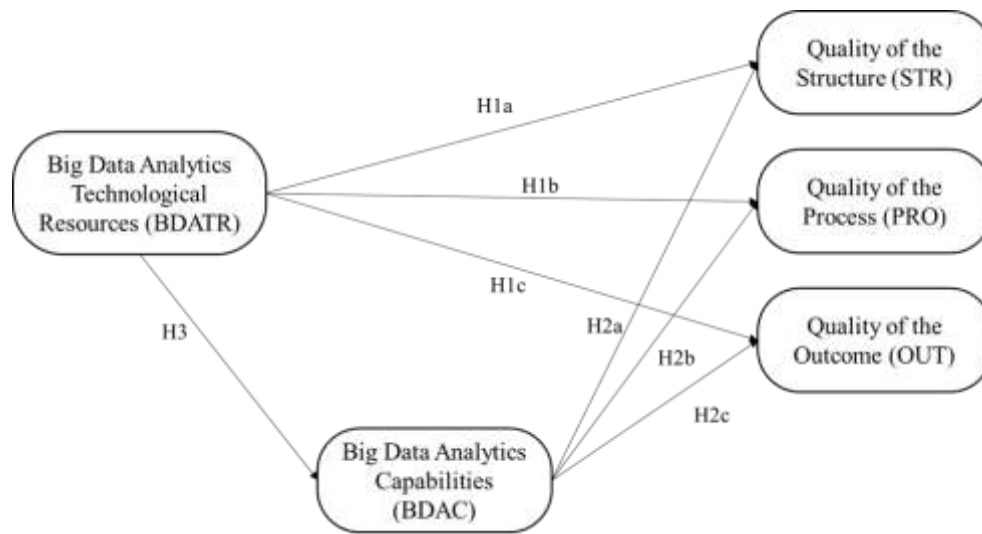 Quality of the
Structure (STR)
H1a
Big Data Analytics
Technological
Resources (BDATR)
H1b
Quality of the
Process (PRO)
H1c
H2a
Quality of the
Outcome (OUT)
H3
H2b
H2c
Big Data Analytics
Capabilities
(BDAC)